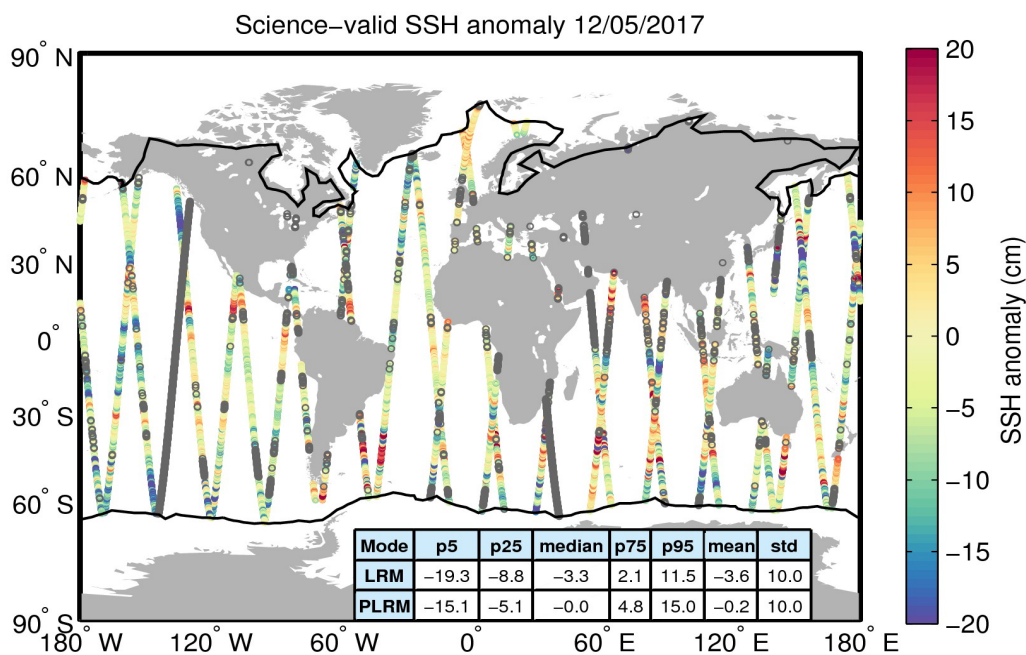 Science−valid SSH anomaly 12/05/2017
90° N
60° N
30° N
0°
30° S
60° S
90° S
180° W
120° W
60° W
0°
60° E
120° E
180° E
Mode p5 p25 median p75 p95 mean std
LRM −19.3 −8.8 −3.3 2.1 11.5 −3.6 10.0
PLRM −15.1 −5.1 −0.0 4.8 15.0 −0.2 10.0
20
15
10
5
0
−5
−10
−15
−20
SSH anomaly (cm)